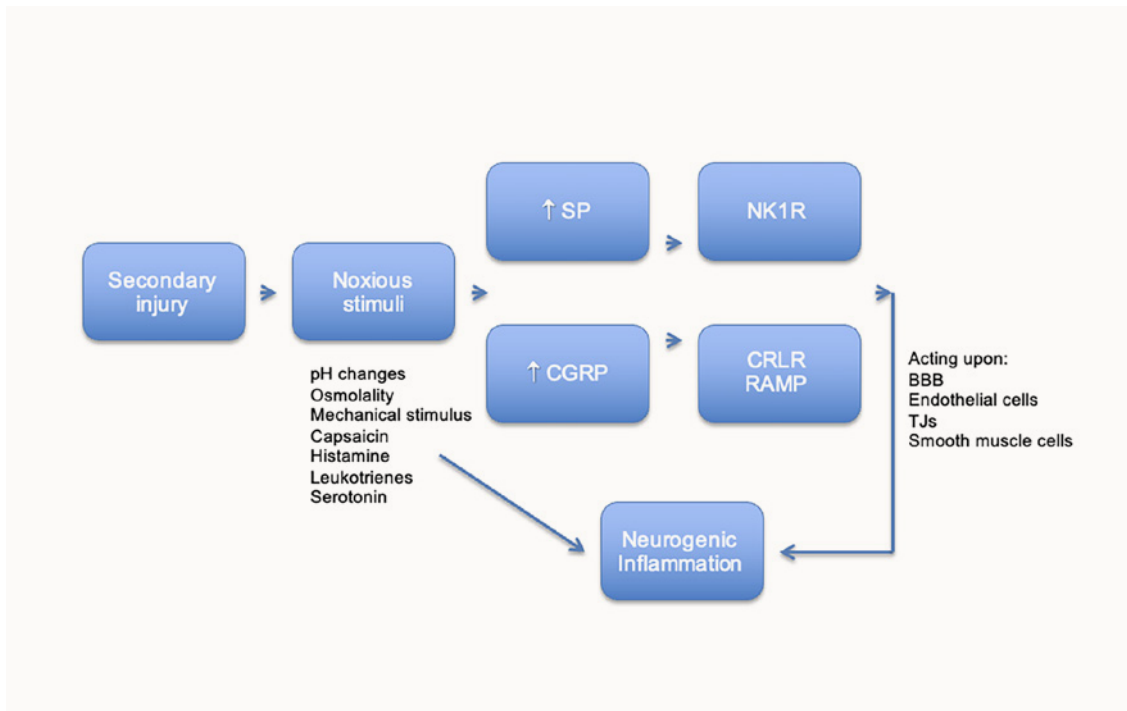 Secondary
injury
Noxious
stimuli
pH changes
Osmolality
Mechanical stimulus
Capsaicin
Histamine
Leukotrienes
Serotonin
↑ SP
NK1R
↑ CGRP
CRLR
RAMP
Acting upon:
BBB
Endothelial cells
TJs
Smooth muscle cells
Neurogenic
Inflammation